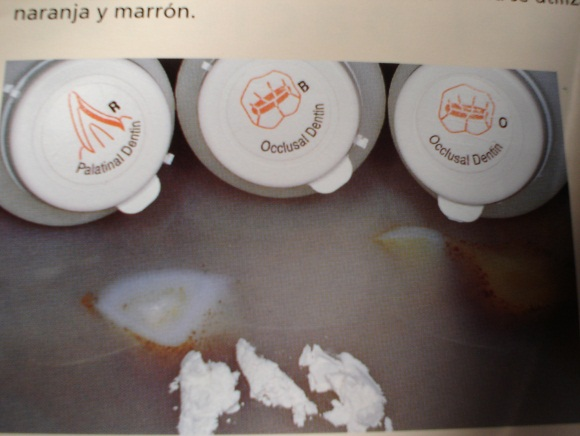 naranja y marrón.
R
Palatinal Dentin
B
Occlusal Dentin
O
Occlusal Dentin